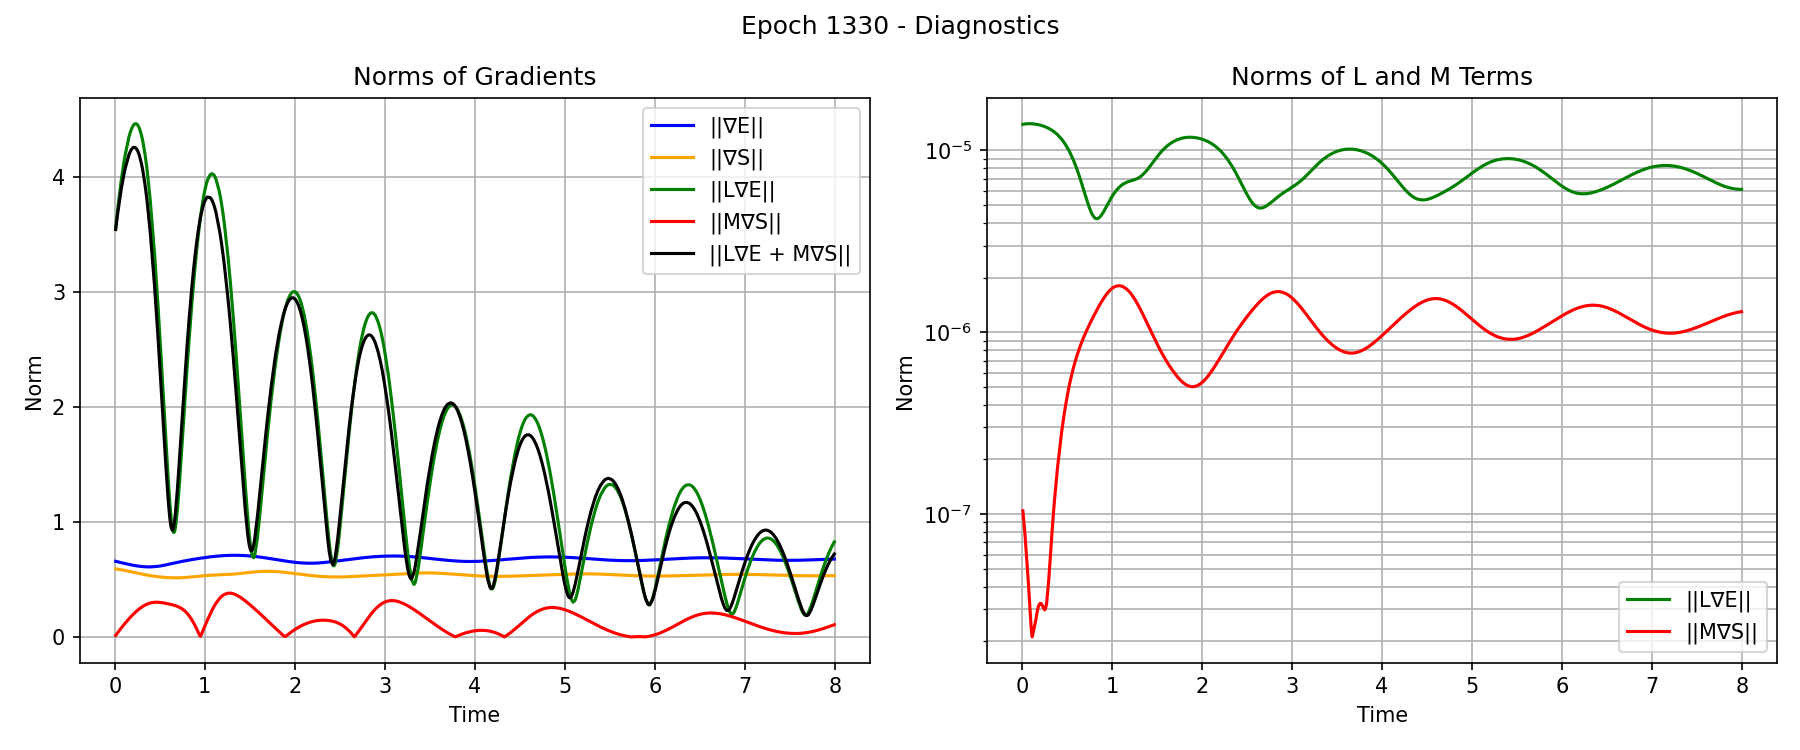 Epoch 1330 - Diagnostics
Norms of Gradients
Norm
4
3
2
1
0
||∇E||
||∇S||
||L∇E||
||M∇S||
||L∇E + M∇S||
0 1 2 3 4 5 6 7 8
Time
Norms of L and M Terms
Norm
10⁻⁵
10⁻⁶
10⁻⁷
||L∇E||
||M∇S||
0 1 2 3 4 5 6 7 8
Time